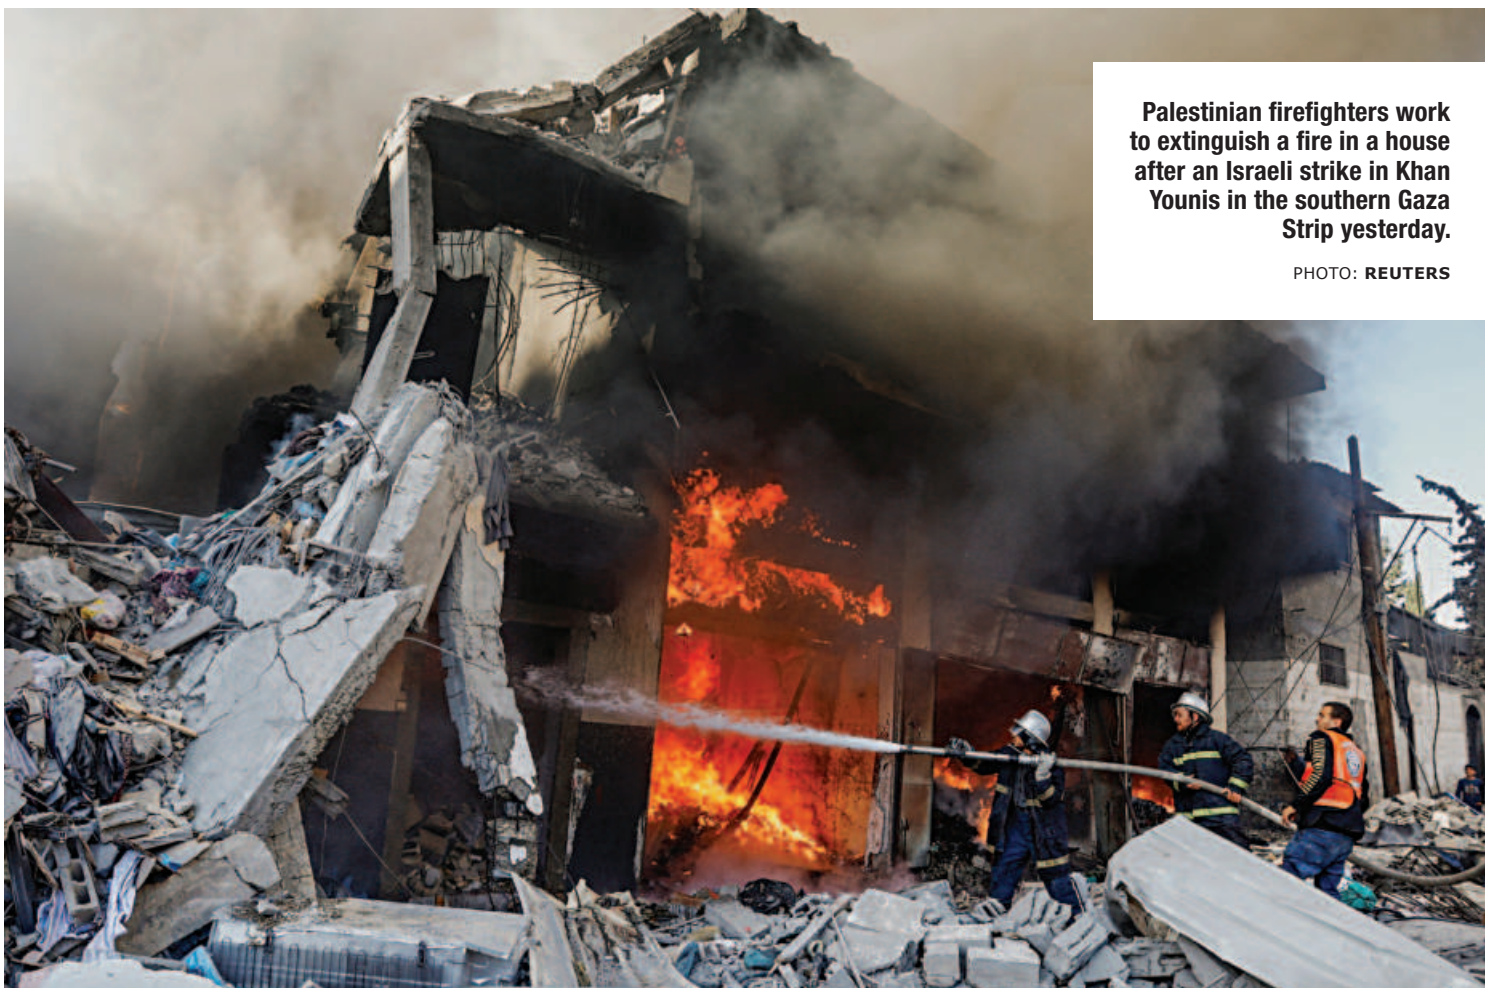 Palestinian firefighters work
to extinguish a fire in a house
after an Israeli strike in Khan
Younis in the southern Gaza
Strip yesterday.
PHOTO: REUTERS